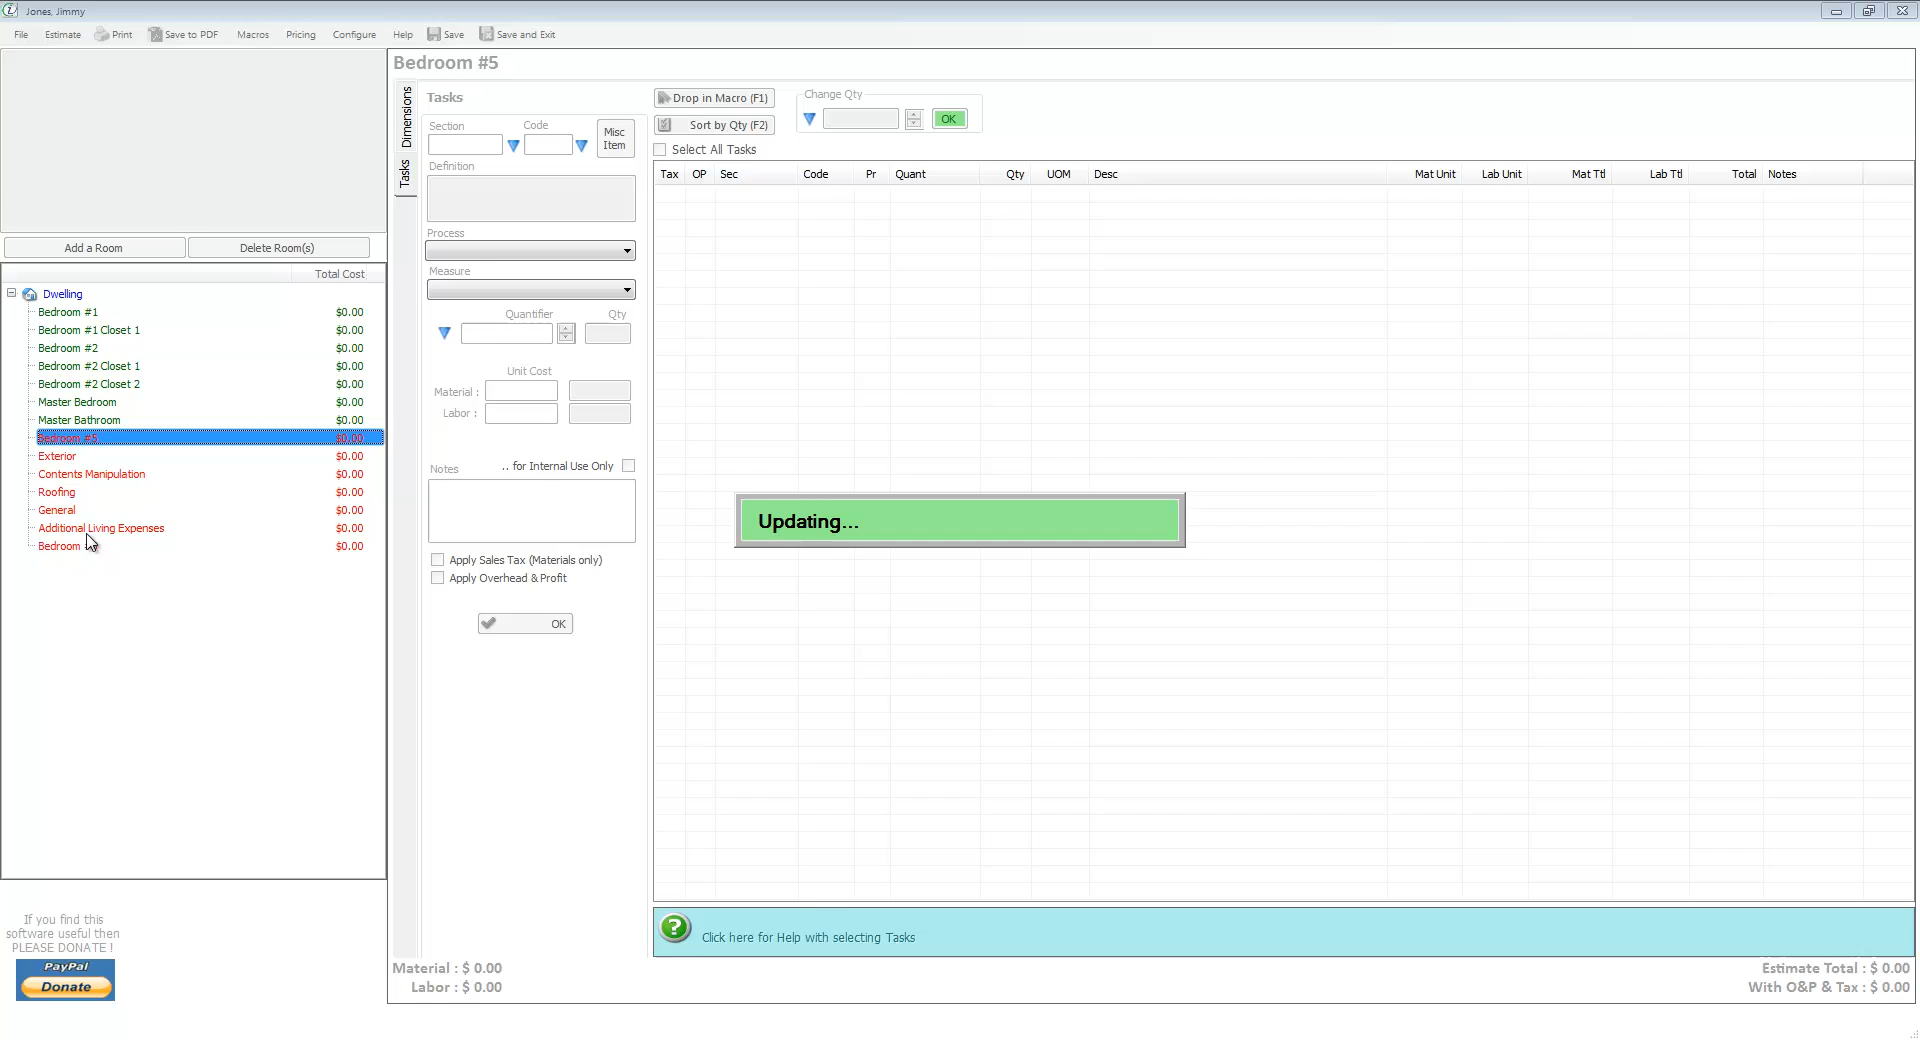 Jones, Jimmy
File Estimate Print Save to PDF Macros Pricing Configure Help Save Save and Exit
Bedroom #5
Dimensions
Tasks
Tasks
Section Code
Misc Item
Definition
Process
Measure
Quantifier Qty
Unit Cost
Material :
Labor :
Notes .. for Internal Use Only
Apply Sales Tax (Materials only)
Apply Overhead & Profit
OK
Drop in Macro (F1)
Sort by Qty (F2)
Change Qty
OK
Select All Tasks
Tax OP Sec Code Pr Quant Qty UOM Desc Mat Unit Lab Unit Mat Ttl Lab Ttl Total Notes
Updating...
Add a Room Delete Room(s)
Total Cost
Dwelling
Bedroom #1 $0.00
Bedroom #1 Closet 1 $0.00
Bedroom #2 $0.00
Bedroom #2 Closet 1 $0.00
Bedroom #2 Closet 2 $0.00
Master Bedroom $0.00
Master Bathroom $0.00
Bedroom #5 $0.00
Exterior $0.00
Contents Manipulation $0.00
Roofing $0.00
General $0.00
Additional Living Expenses $0.00
Bedroom $0.00
If you find this
software useful then
PLEASE DONATE !
PayPal
Donate
Click here for Help with selecting Tasks
Material : $ 0.00
Labor : $ 0.00
Estimate Total : $ 0.00
With O&P & Tax : $ 0.00